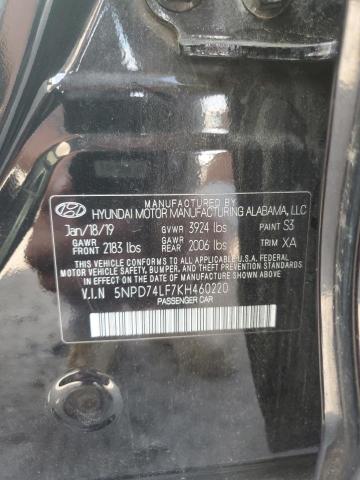 MANUFACTURED BY
HYUNDAI MOTOR MANUFACTURING ALABAMA, LLC
Jan/18/19 GVWR 3924 lbs PAINT S3
GAWR FRONT 2183 lbs GAWR REAR 2006 lbs TRIM XA
THIS VEHICLE CONFORMS TO ALL APPLICABLE U.S.A. FEDERAL
MOTOR VEHICLE SAFETY, BUMPER, AND THEFT PREVENTION
STANDARDS IN EFFECT ON THE DATE OF
MANUFACTURE SHOWN ABOVE.
V.I.N 5NPD74LF7KH460220
PASSENGER CAR